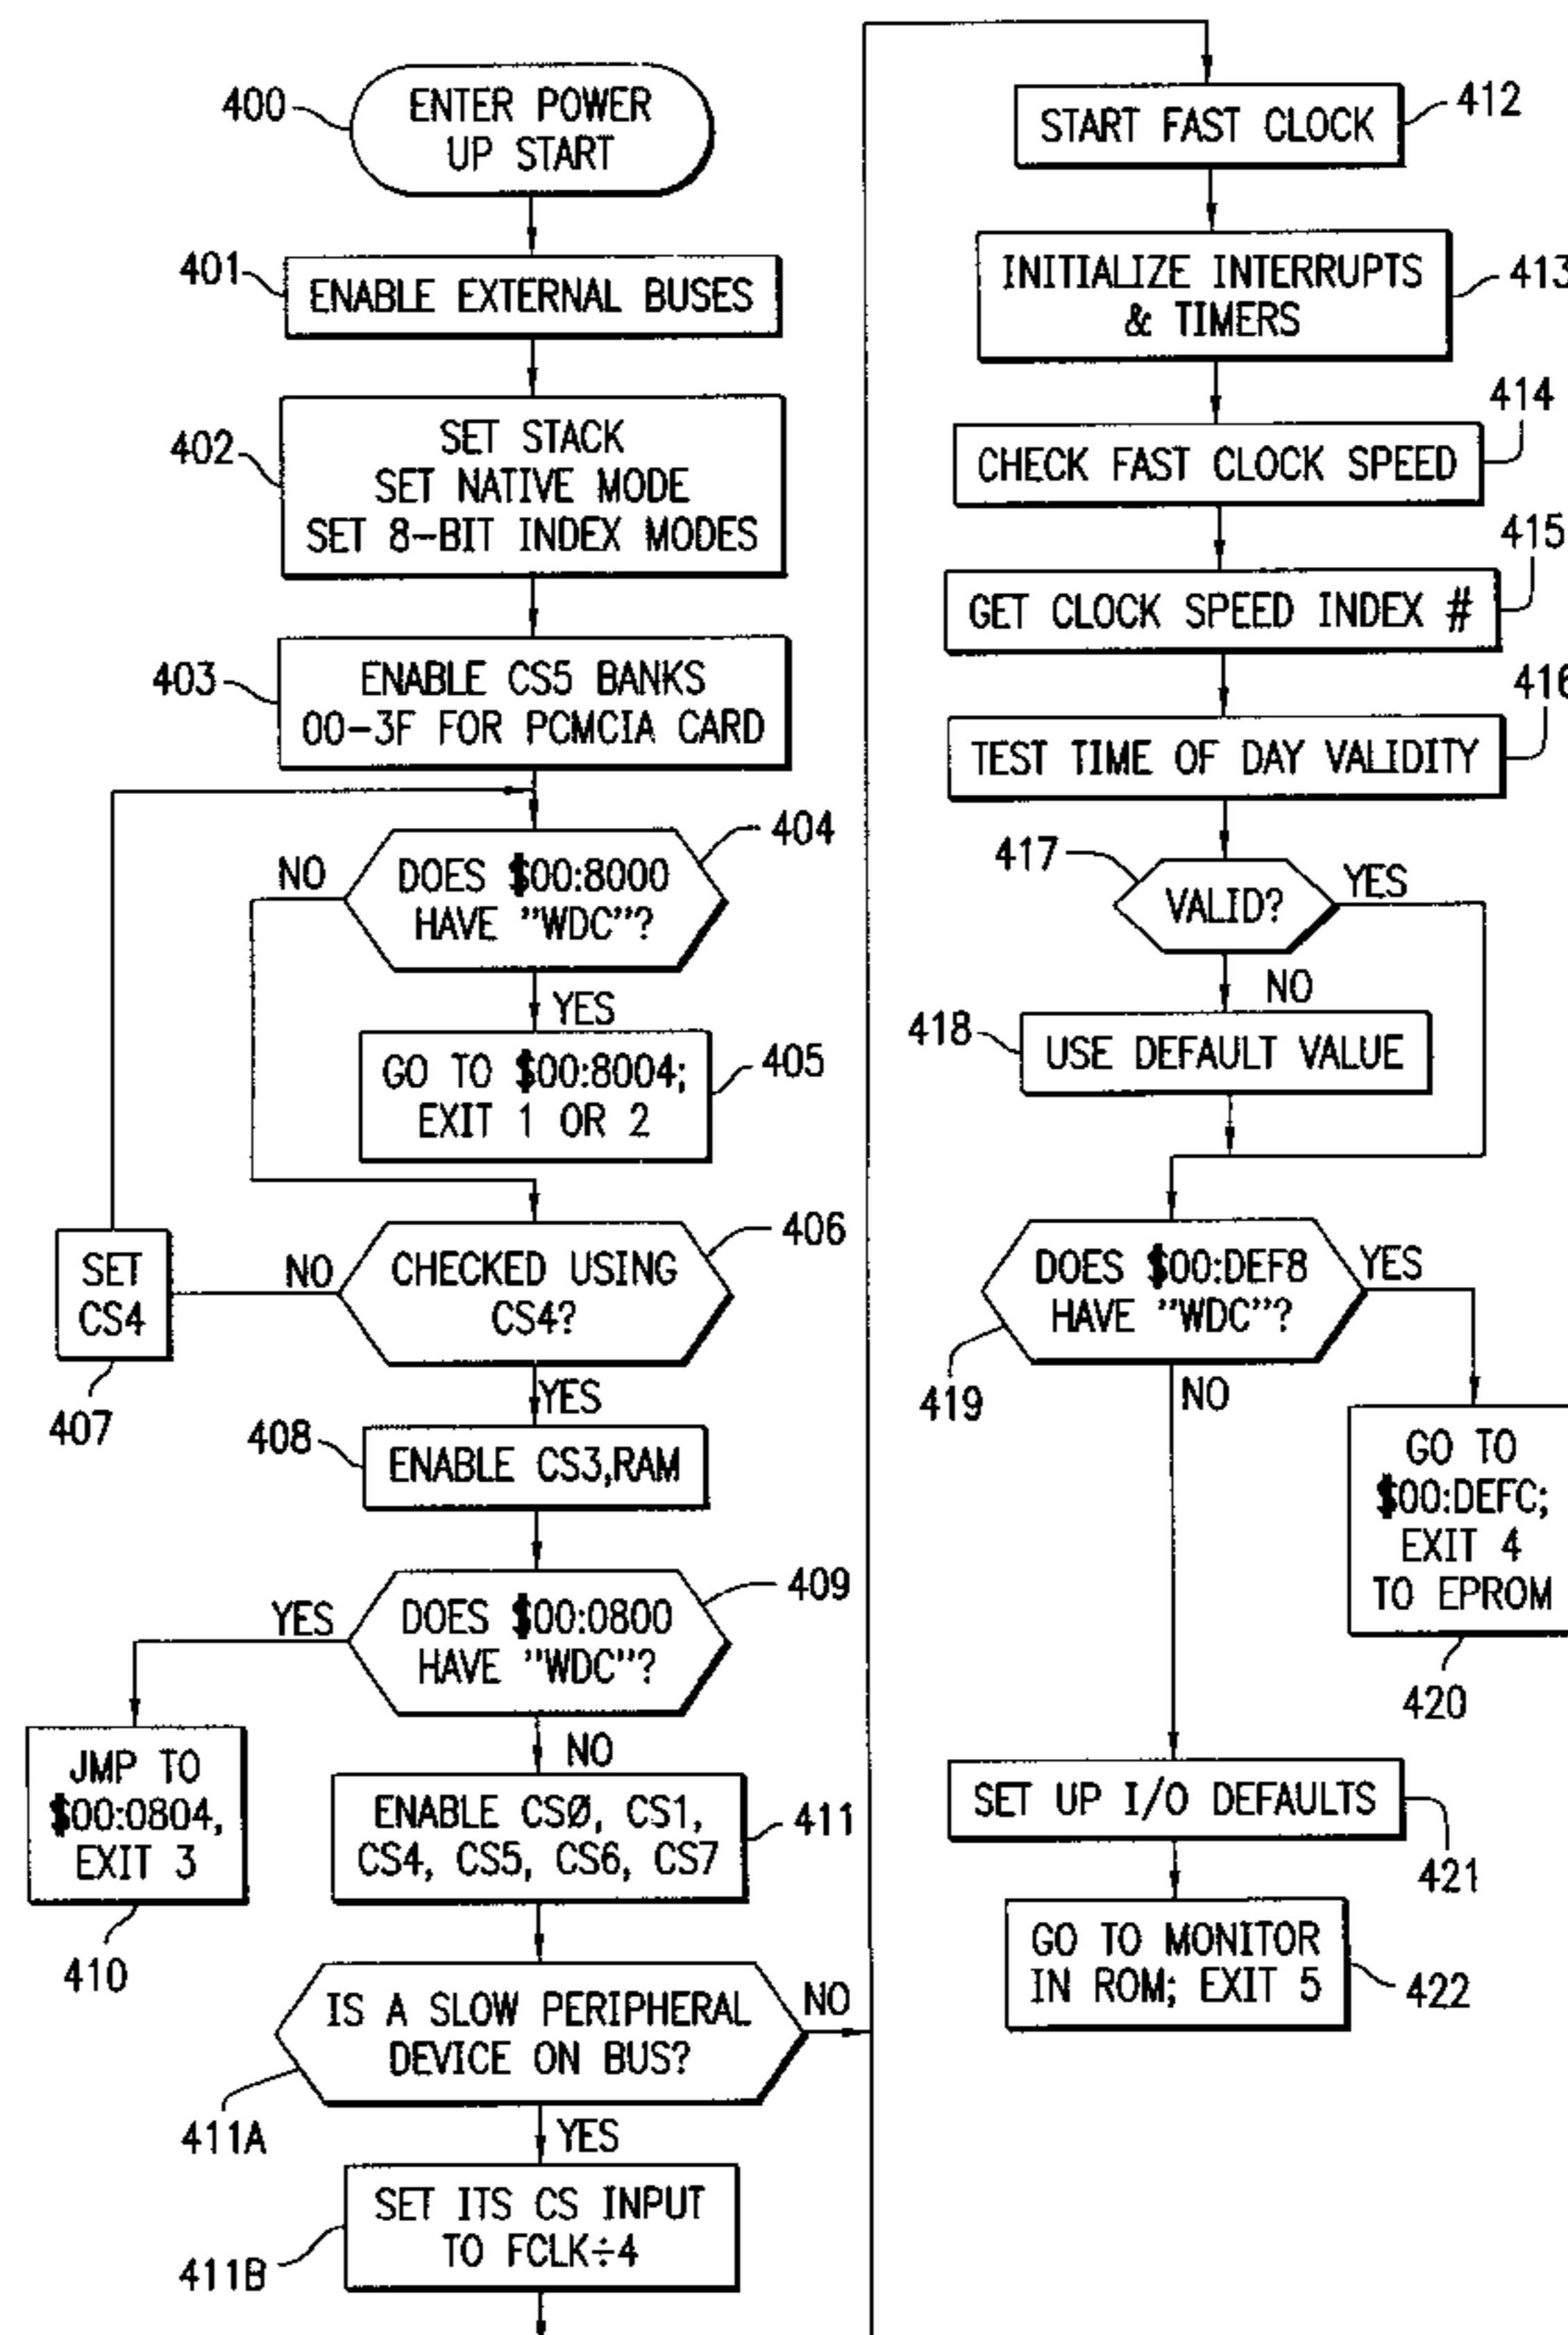 400
ENTER POWER
UP START
401
ENABLE EXTERNAL BUSES
402
SET STACK
SET NATIVE MODE
SET 8-BIT INDEX MODES
403
ENABLE CS5 BANKS
00-3F FOR PCMCIA CARD
404
NO
DOES $00:8000
HAVE "WDC"?
YES
405
GO TO $00:8004;
EXIT 1 OR 2
406
NO
CHECKED USING
CS4?
SET
CS4
407
YES
408
ENABLE CS3,RAM
409
YES
DOES $00:0800
HAVE "WDC"?
NO
JMP TO
$00:0804,
EXIT 3
410
ENABLE CSØ, CS1,
CS4, CS5, CS6, CS7
411
IS A SLOW PERIPHERAL
DEVICE ON BUS?
NO
411A
YES
SET ITS CS INPUT
TO FCLK÷4
411B
START FAST CLOCK
412
INITIALIZE INTERRUPTS
& TIMERS
413
414
CHECK FAST CLOCK SPEED
415
GET CLOCK SPEED INDEX #
416
TEST TIME OF DAY VALIDITY
417
VALID?
YES
NO
418
USE DEFAULT VALUE
DOES $00:DEF8
HAVE "WDC"?
YES
419
NO
GO TO
$00:DEFC;
EXIT 4
TO EPROM
420
SET UP I/O DEFAULTS
421
GO TO MONITOR
IN ROM; EXIT 5
422